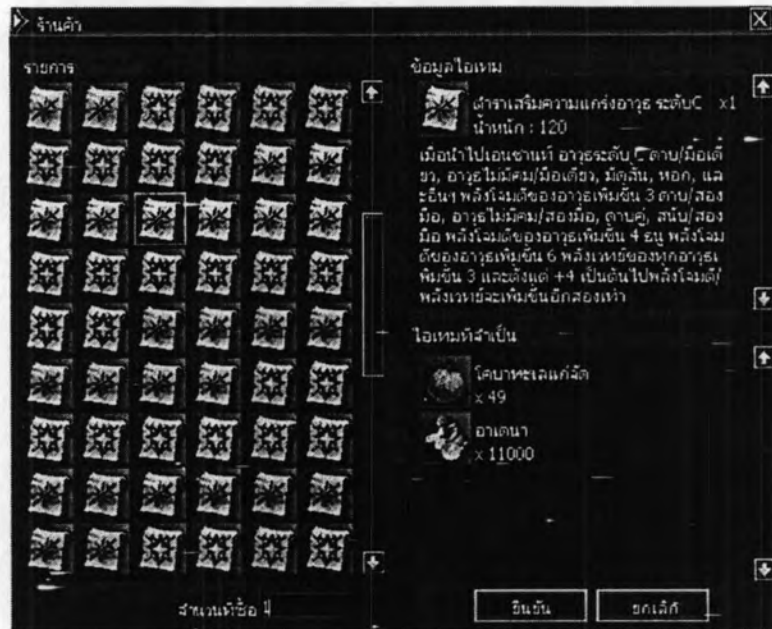 ร้านค้า
รายการ
ข้อมูลไอเทม
ตำราเสริมความแกร่งอาวุธ ระดับC x1
น้ำหนัก : 120
เมื่อนำไปเอนชานท์ อาวุธระดับ C ดาบ/มือเดี
ยว, อาวุธไม่มีคม/มือเดียว, มีดสั้น, หอก, แล
ะอื่นๆ พลังโจมตีของอาวุธเพิ่มขึ้น 3 ดาบ/สอง
มือ, อาวุธไม่มีคม/สองมือ, ดาบคู่, สนับ/สอง
มือ พลังโจมตีของอาวุธเพิ่มขึ้น 4 ธนู พลังโจม
ตีของอาวุธเพิ่มขึ้น 6 พลังเวทย์ของทุกอาวุธเ
พิ่มขึ้น 3 และตั้งแต่ +4 เป็นต้นไปพลังโจมตี/
พลังเวทย์จะเพิ่มขึ้นอีกสองเท่า
ไอเทมที่จำเป็น
โคบาทะเลแก่จัด
x 49
อาเดนา
x 11000
จำนวนที่ซื้อ
ยืนยัน
ยกเลิก